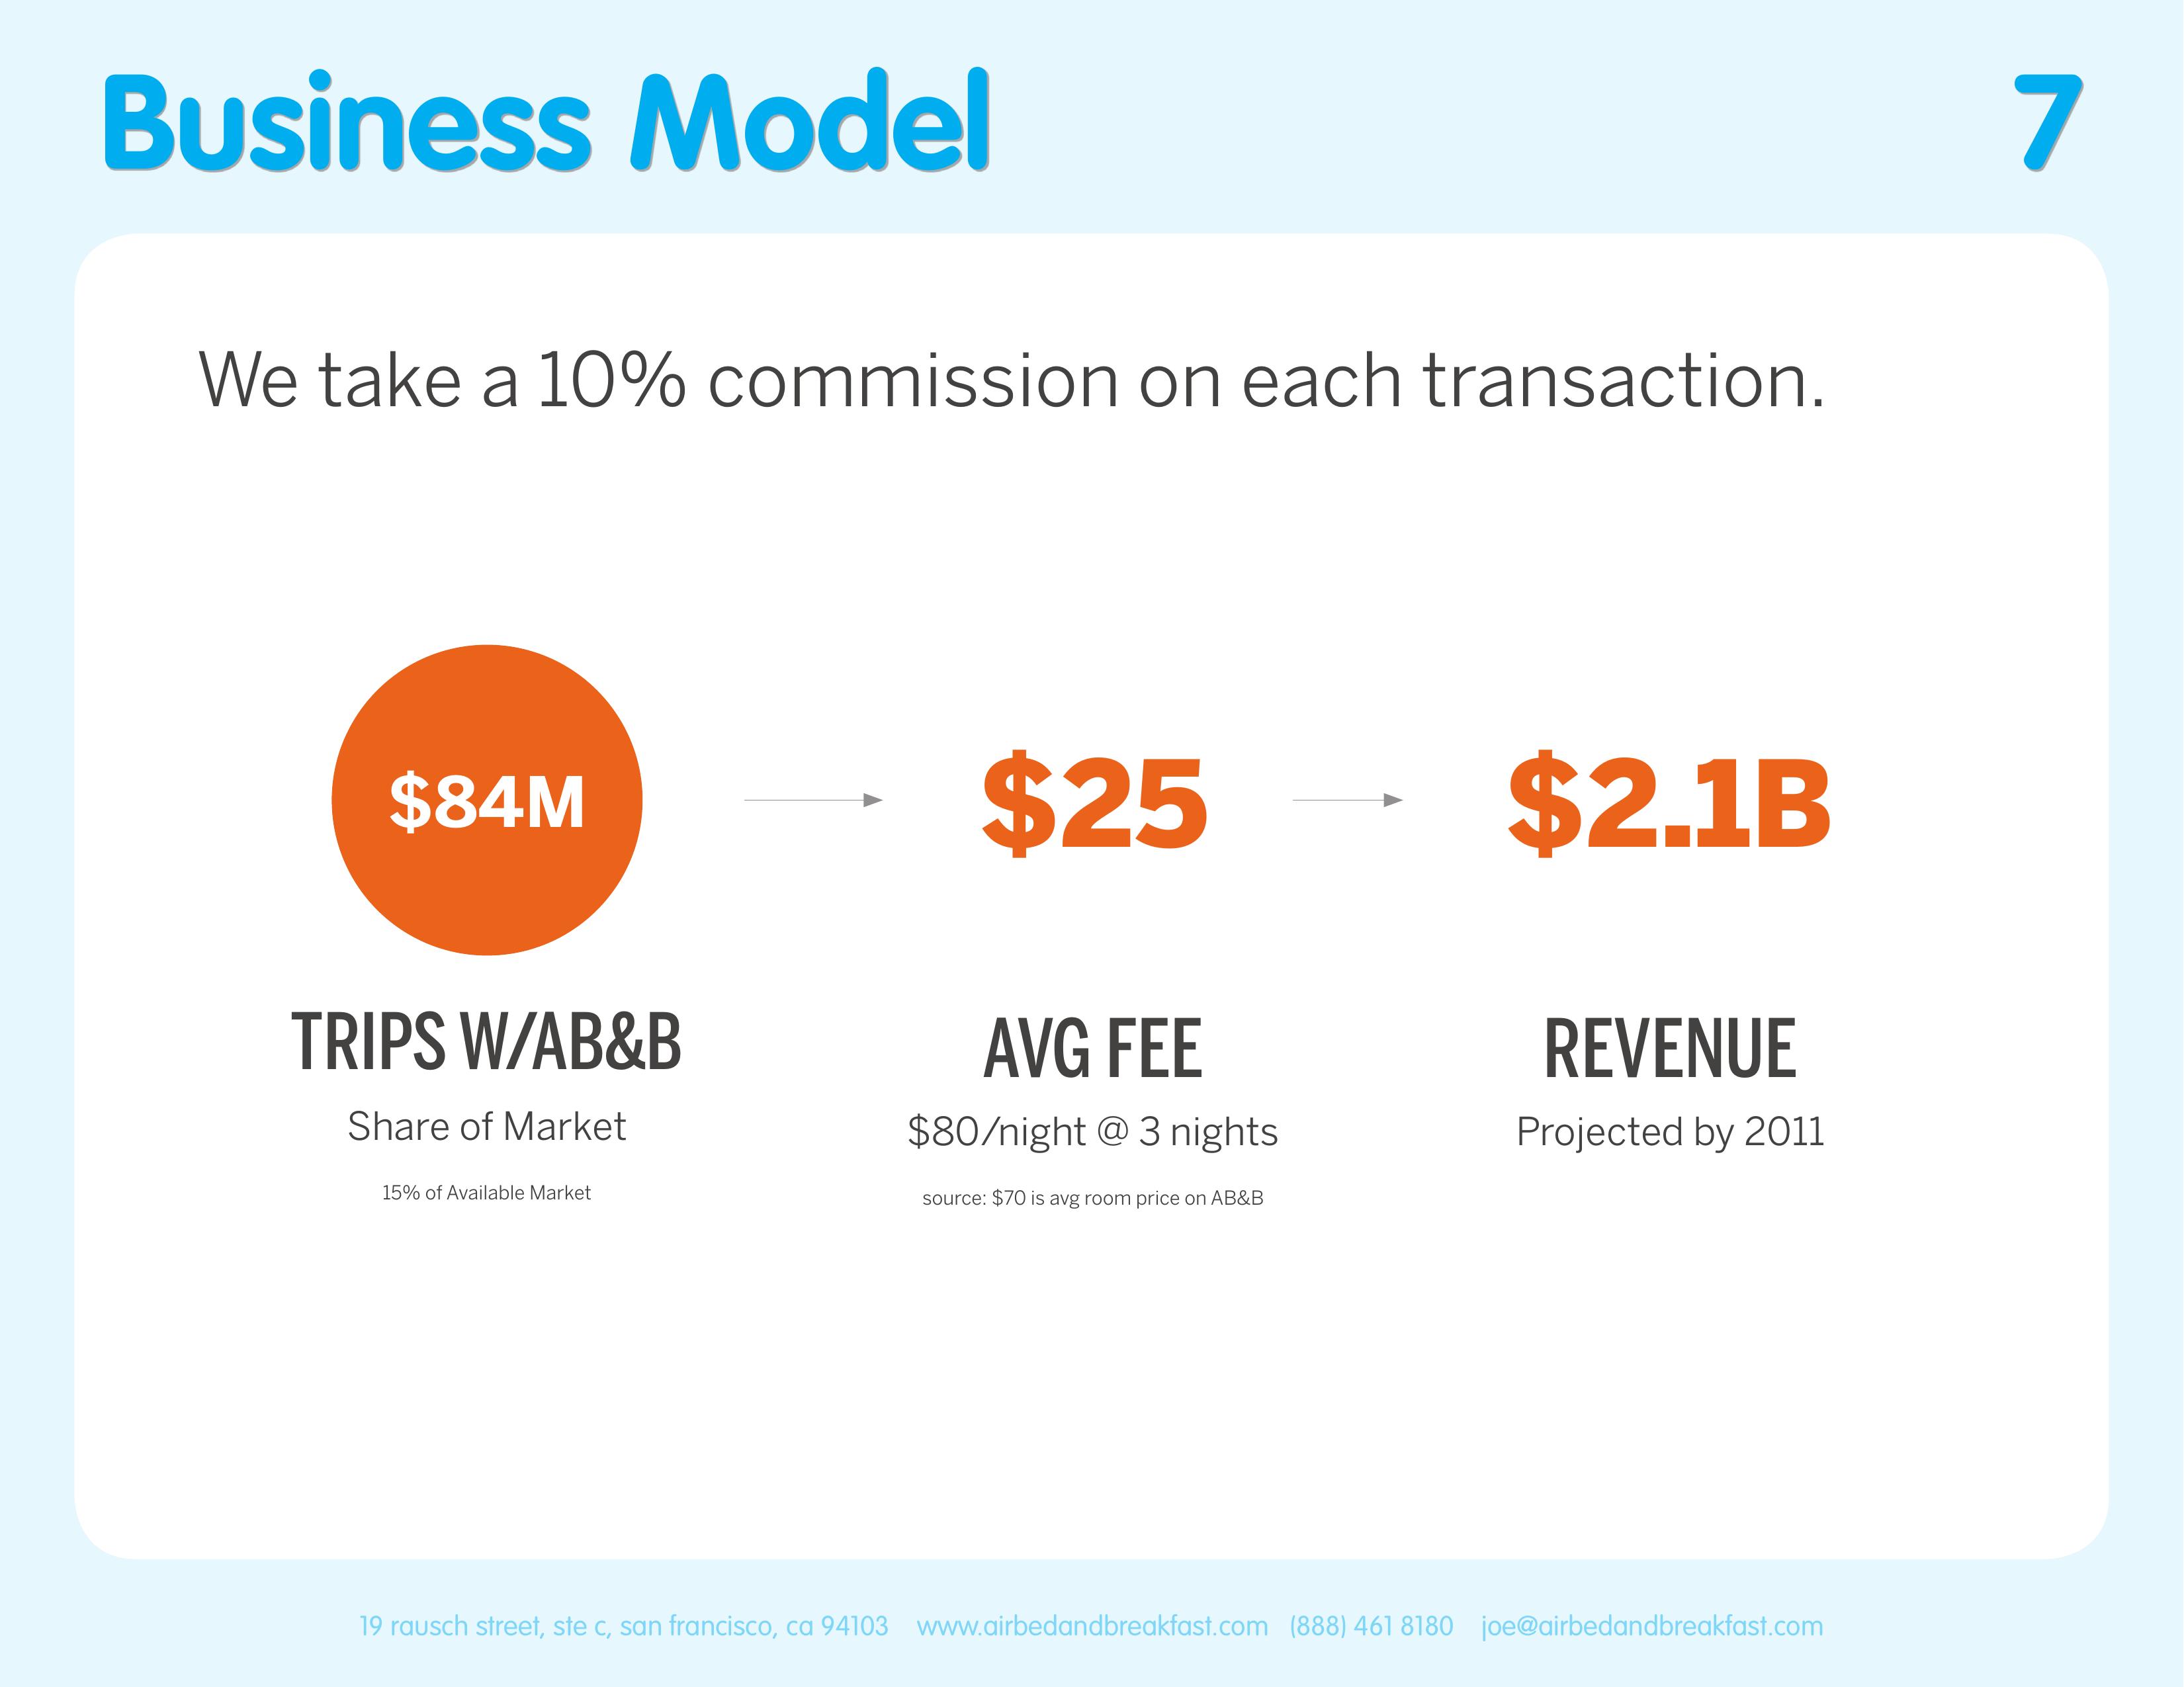 Business Model
7
We take a 10% commission on each transaction.
$84M
$25
$2.1B
TRIPS W/AB&B
Share of Market
15% of Available Market
AVG FEE
$80/night @ 3 nights
source: $70 is avg room price on AB&B
REVENUE
Projected by 2011
19 rausch street, ste c, san francisco, ca 94103 www.airbedandbreakfast.com (888) 461 8180 joe@airbedandbreakfast.com